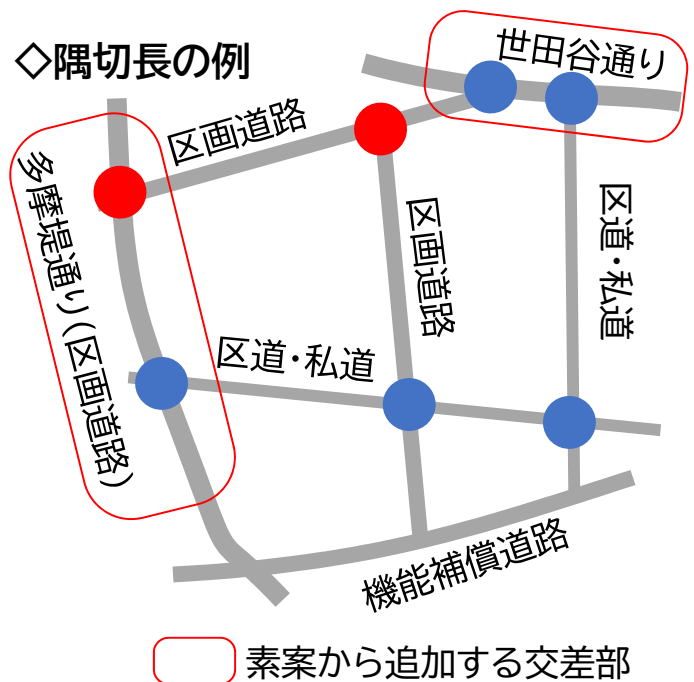 ◇隅切長の例
世田谷通り
区画道路
多摩堤通り(区画道路)
区画道路
区道・私道
区道・私道
機能補償道路
素案から追加する交差部